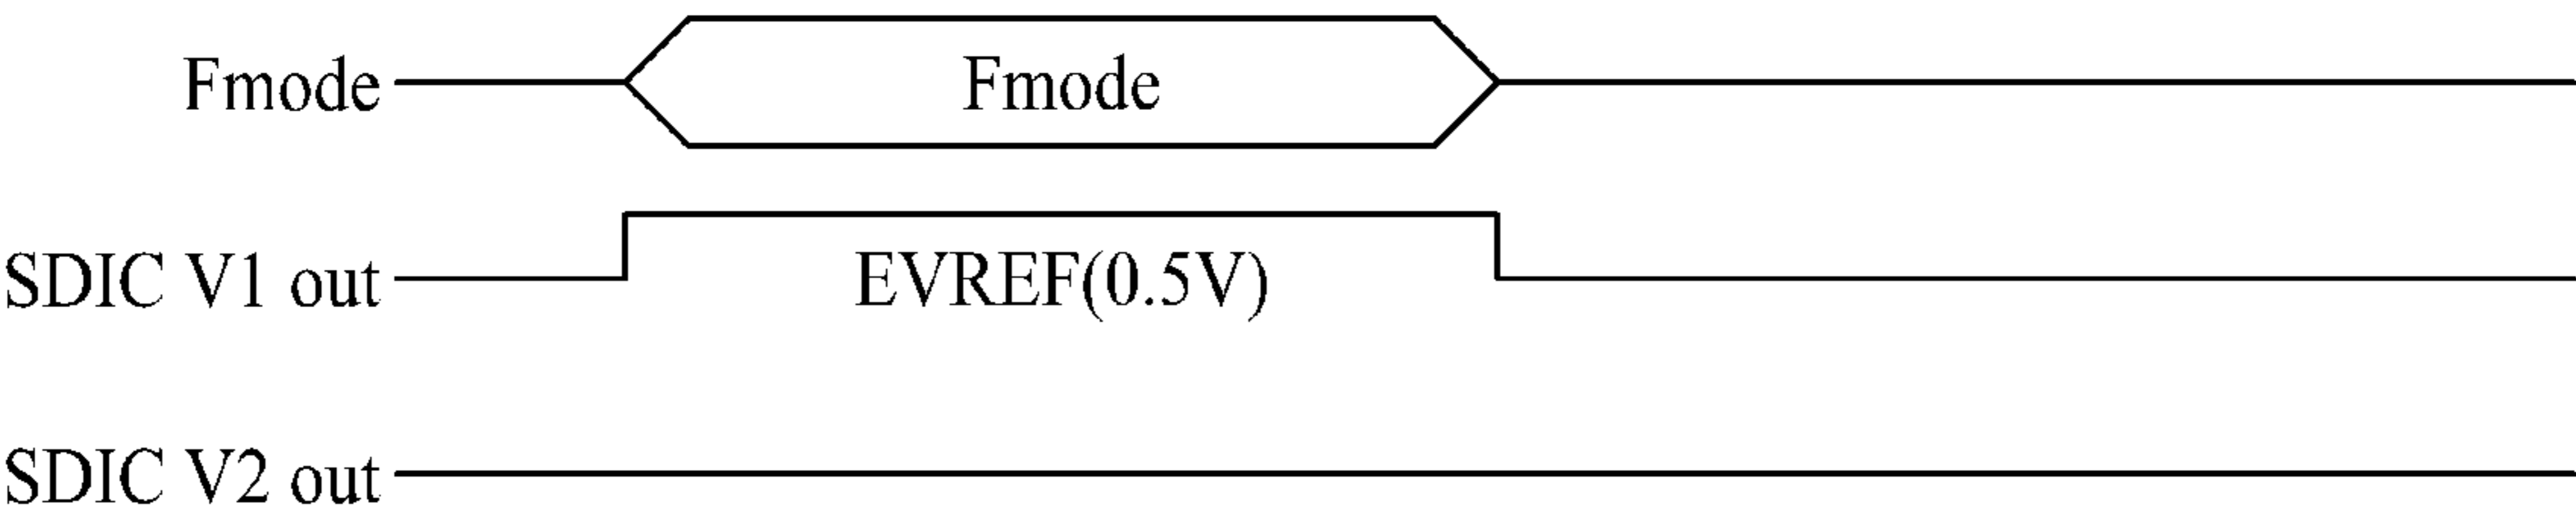 Fmode Fmode
SDIC V1 out EVREF(0.5V)
SDIC V2 out